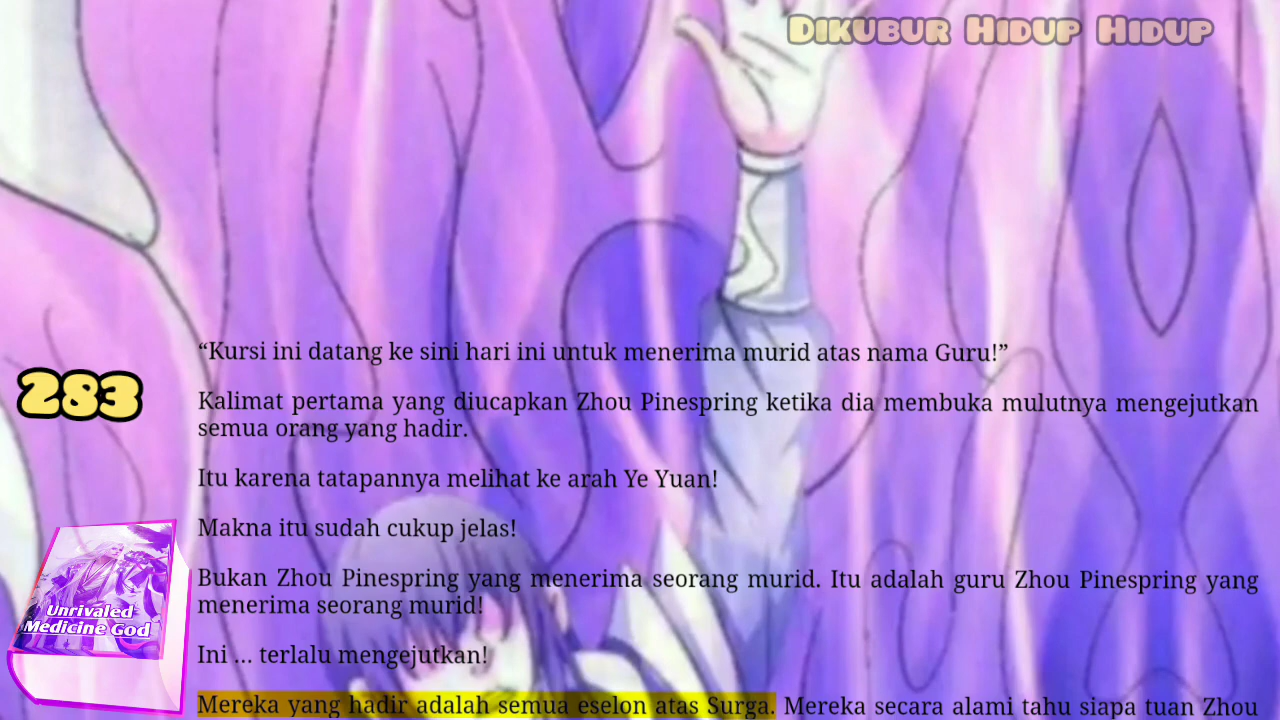 Dikubur Hidup Hidup
“Kursi ini datang ke sini hari ini untuk menerima murid atas nama Guru!”
283
Kalimat pertama yang diucapkan Zhou Pinespring ketika dia membuka mulutnya mengejutkan
semua orang yang hadir.
Itu karena tatapannya melihat ke arah Ye Yuan!
Makna itu sudah cukup jelas!
Bukan Zhou Pinespring yang menerima seorang murid. Itu adalah guru Zhou Pinespring yang
menerima seorang murid!
Unrivaled
Medicine God
Ini ... terlalu mengejutkan!
Mereka yang hadir adalah semua eselon atas Surga. Mereka secara alami tahu siapa tuan Zhou